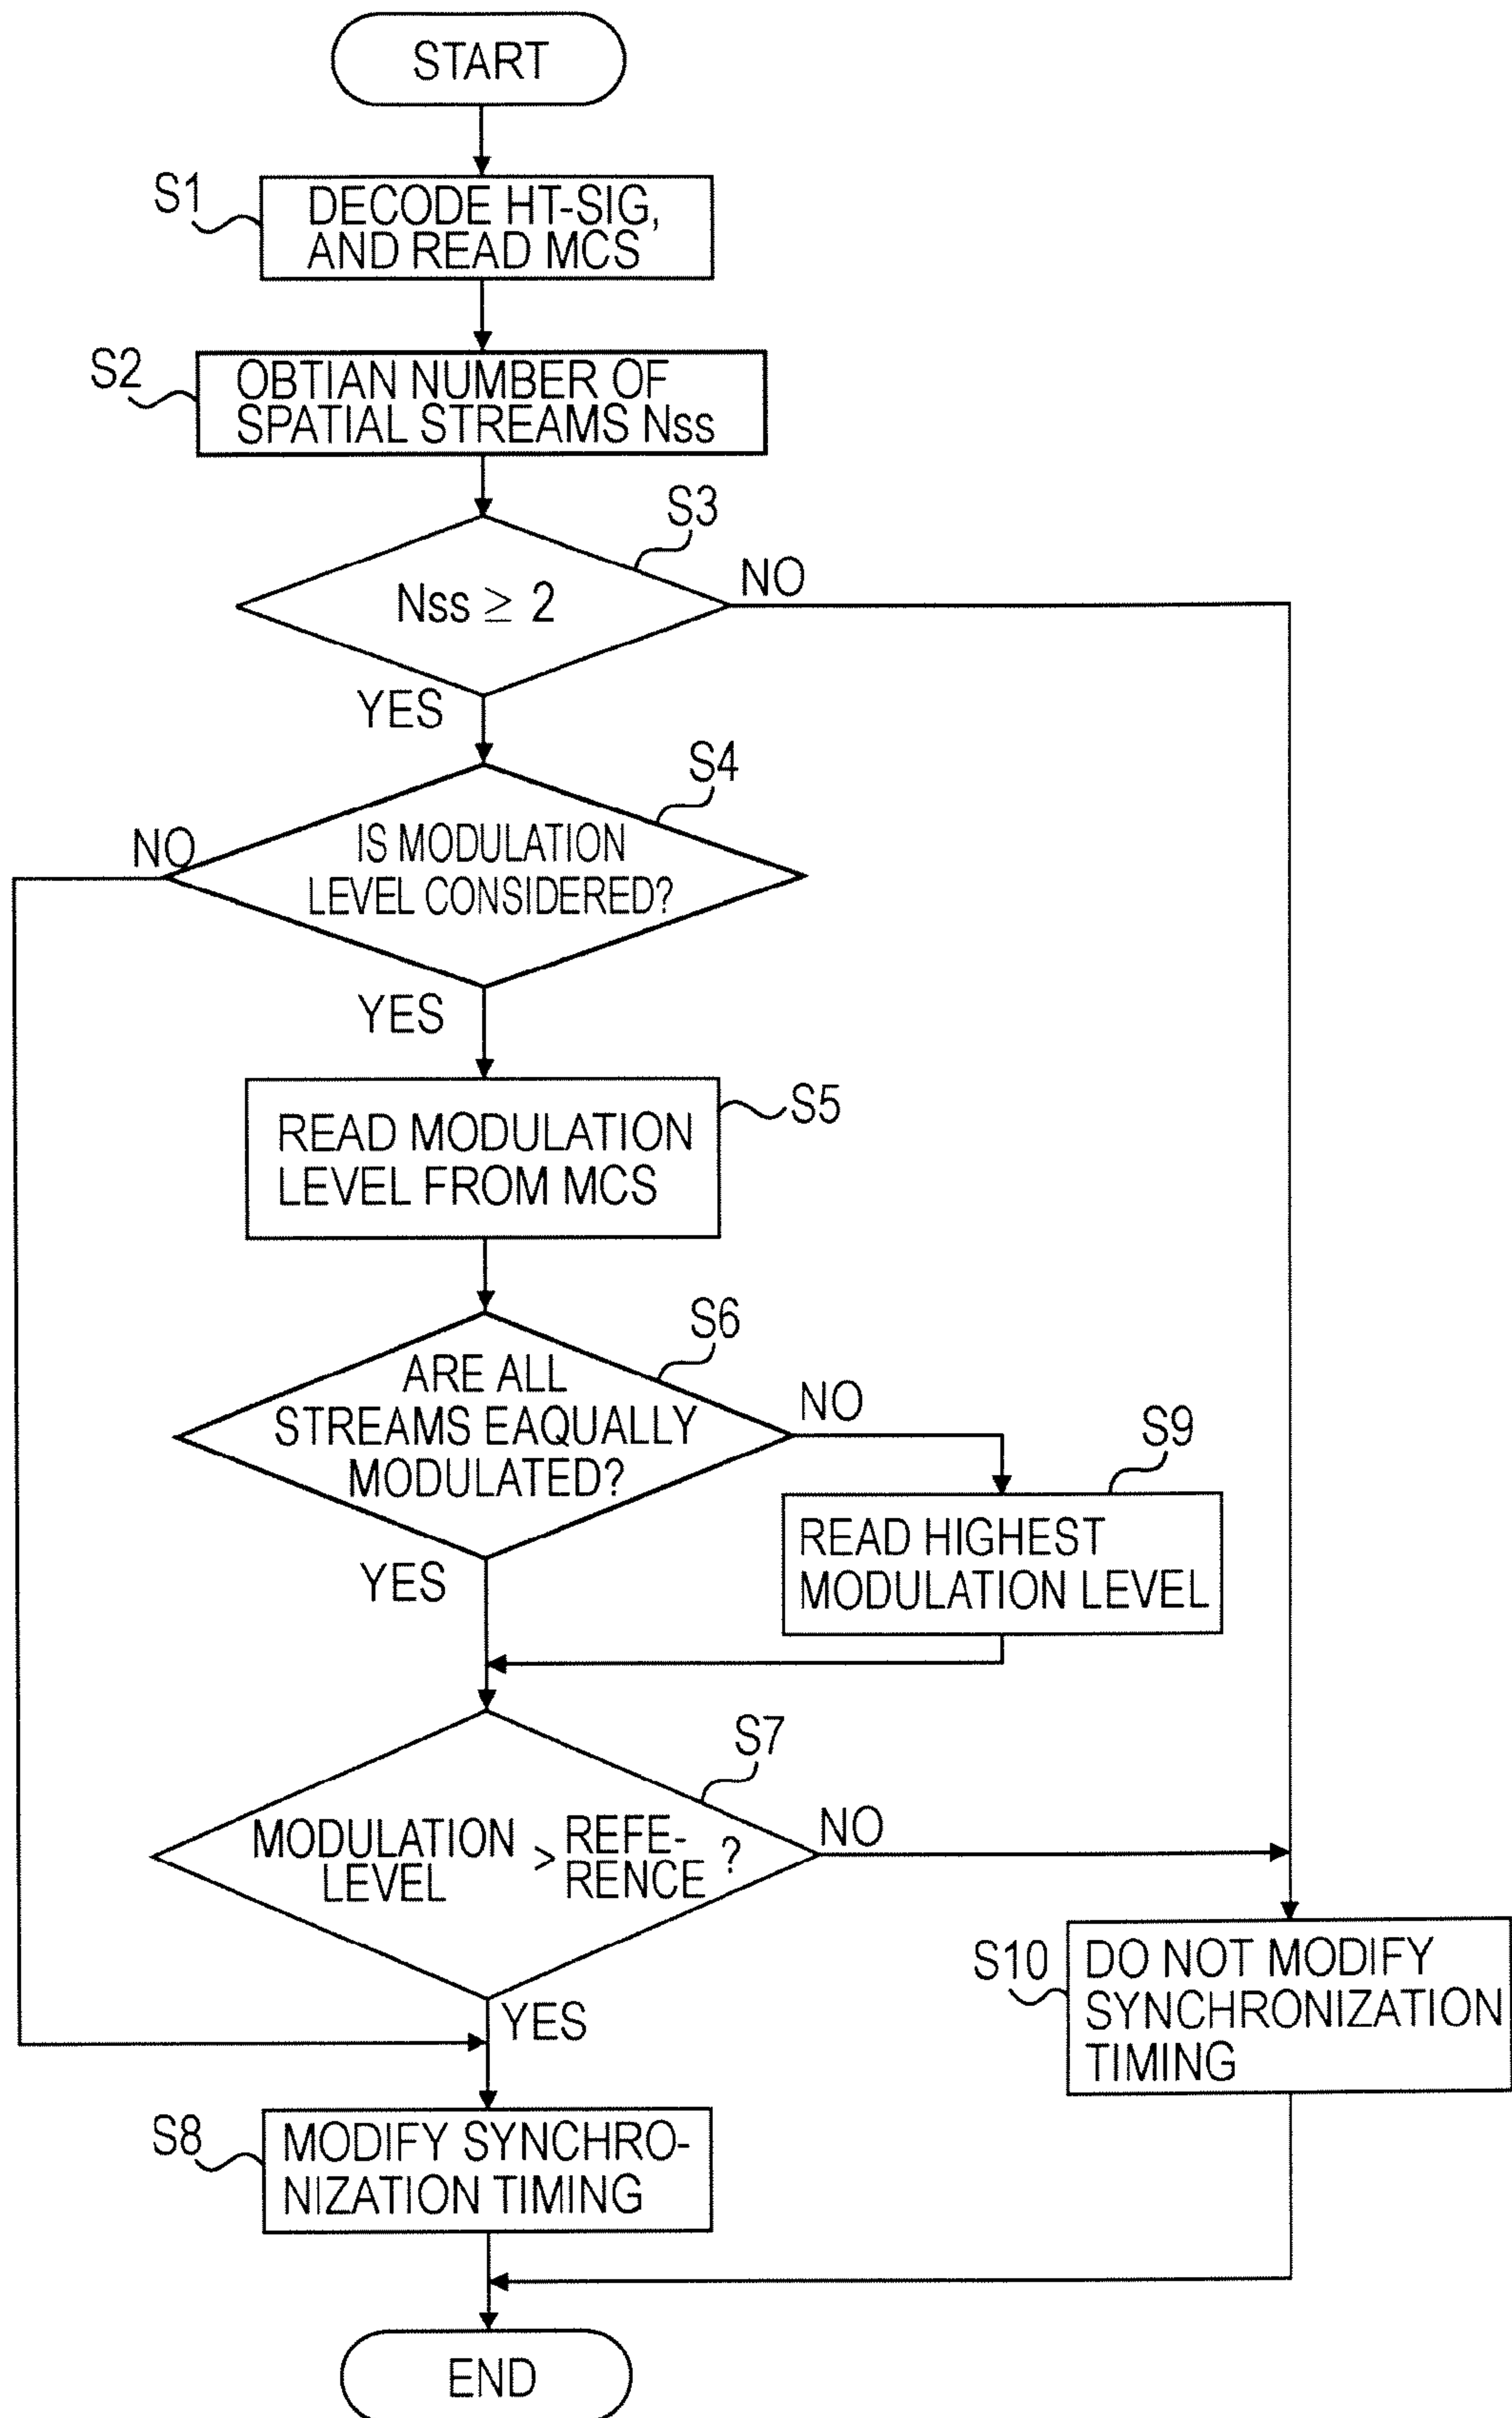 START
S1
DECODE HT-SIG,
AND READ MCS
S2
OBTIAN NUMBER OF
SPATIAL STREAMS Nss
S3
Nss ≥ 2
NO
YES
S4
IS MODULATION
LEVEL CONSIDERED?
NO
YES
S5
READ MODULATION
LEVEL FROM MCS
S6
ARE ALL
STREAMS EAQUALLY
MODULATED?
NO
YES
S9
READ HIGHEST
MODULATION LEVEL
S7
MODULATION
LEVEL
>
REFE-
RENCE
?
NO
YES
S10
DO NOT MODIFY
SYNCHRONIZATION
TIMING
S8
MODIFY SYNCHRO-
NIZATION TIMING
END